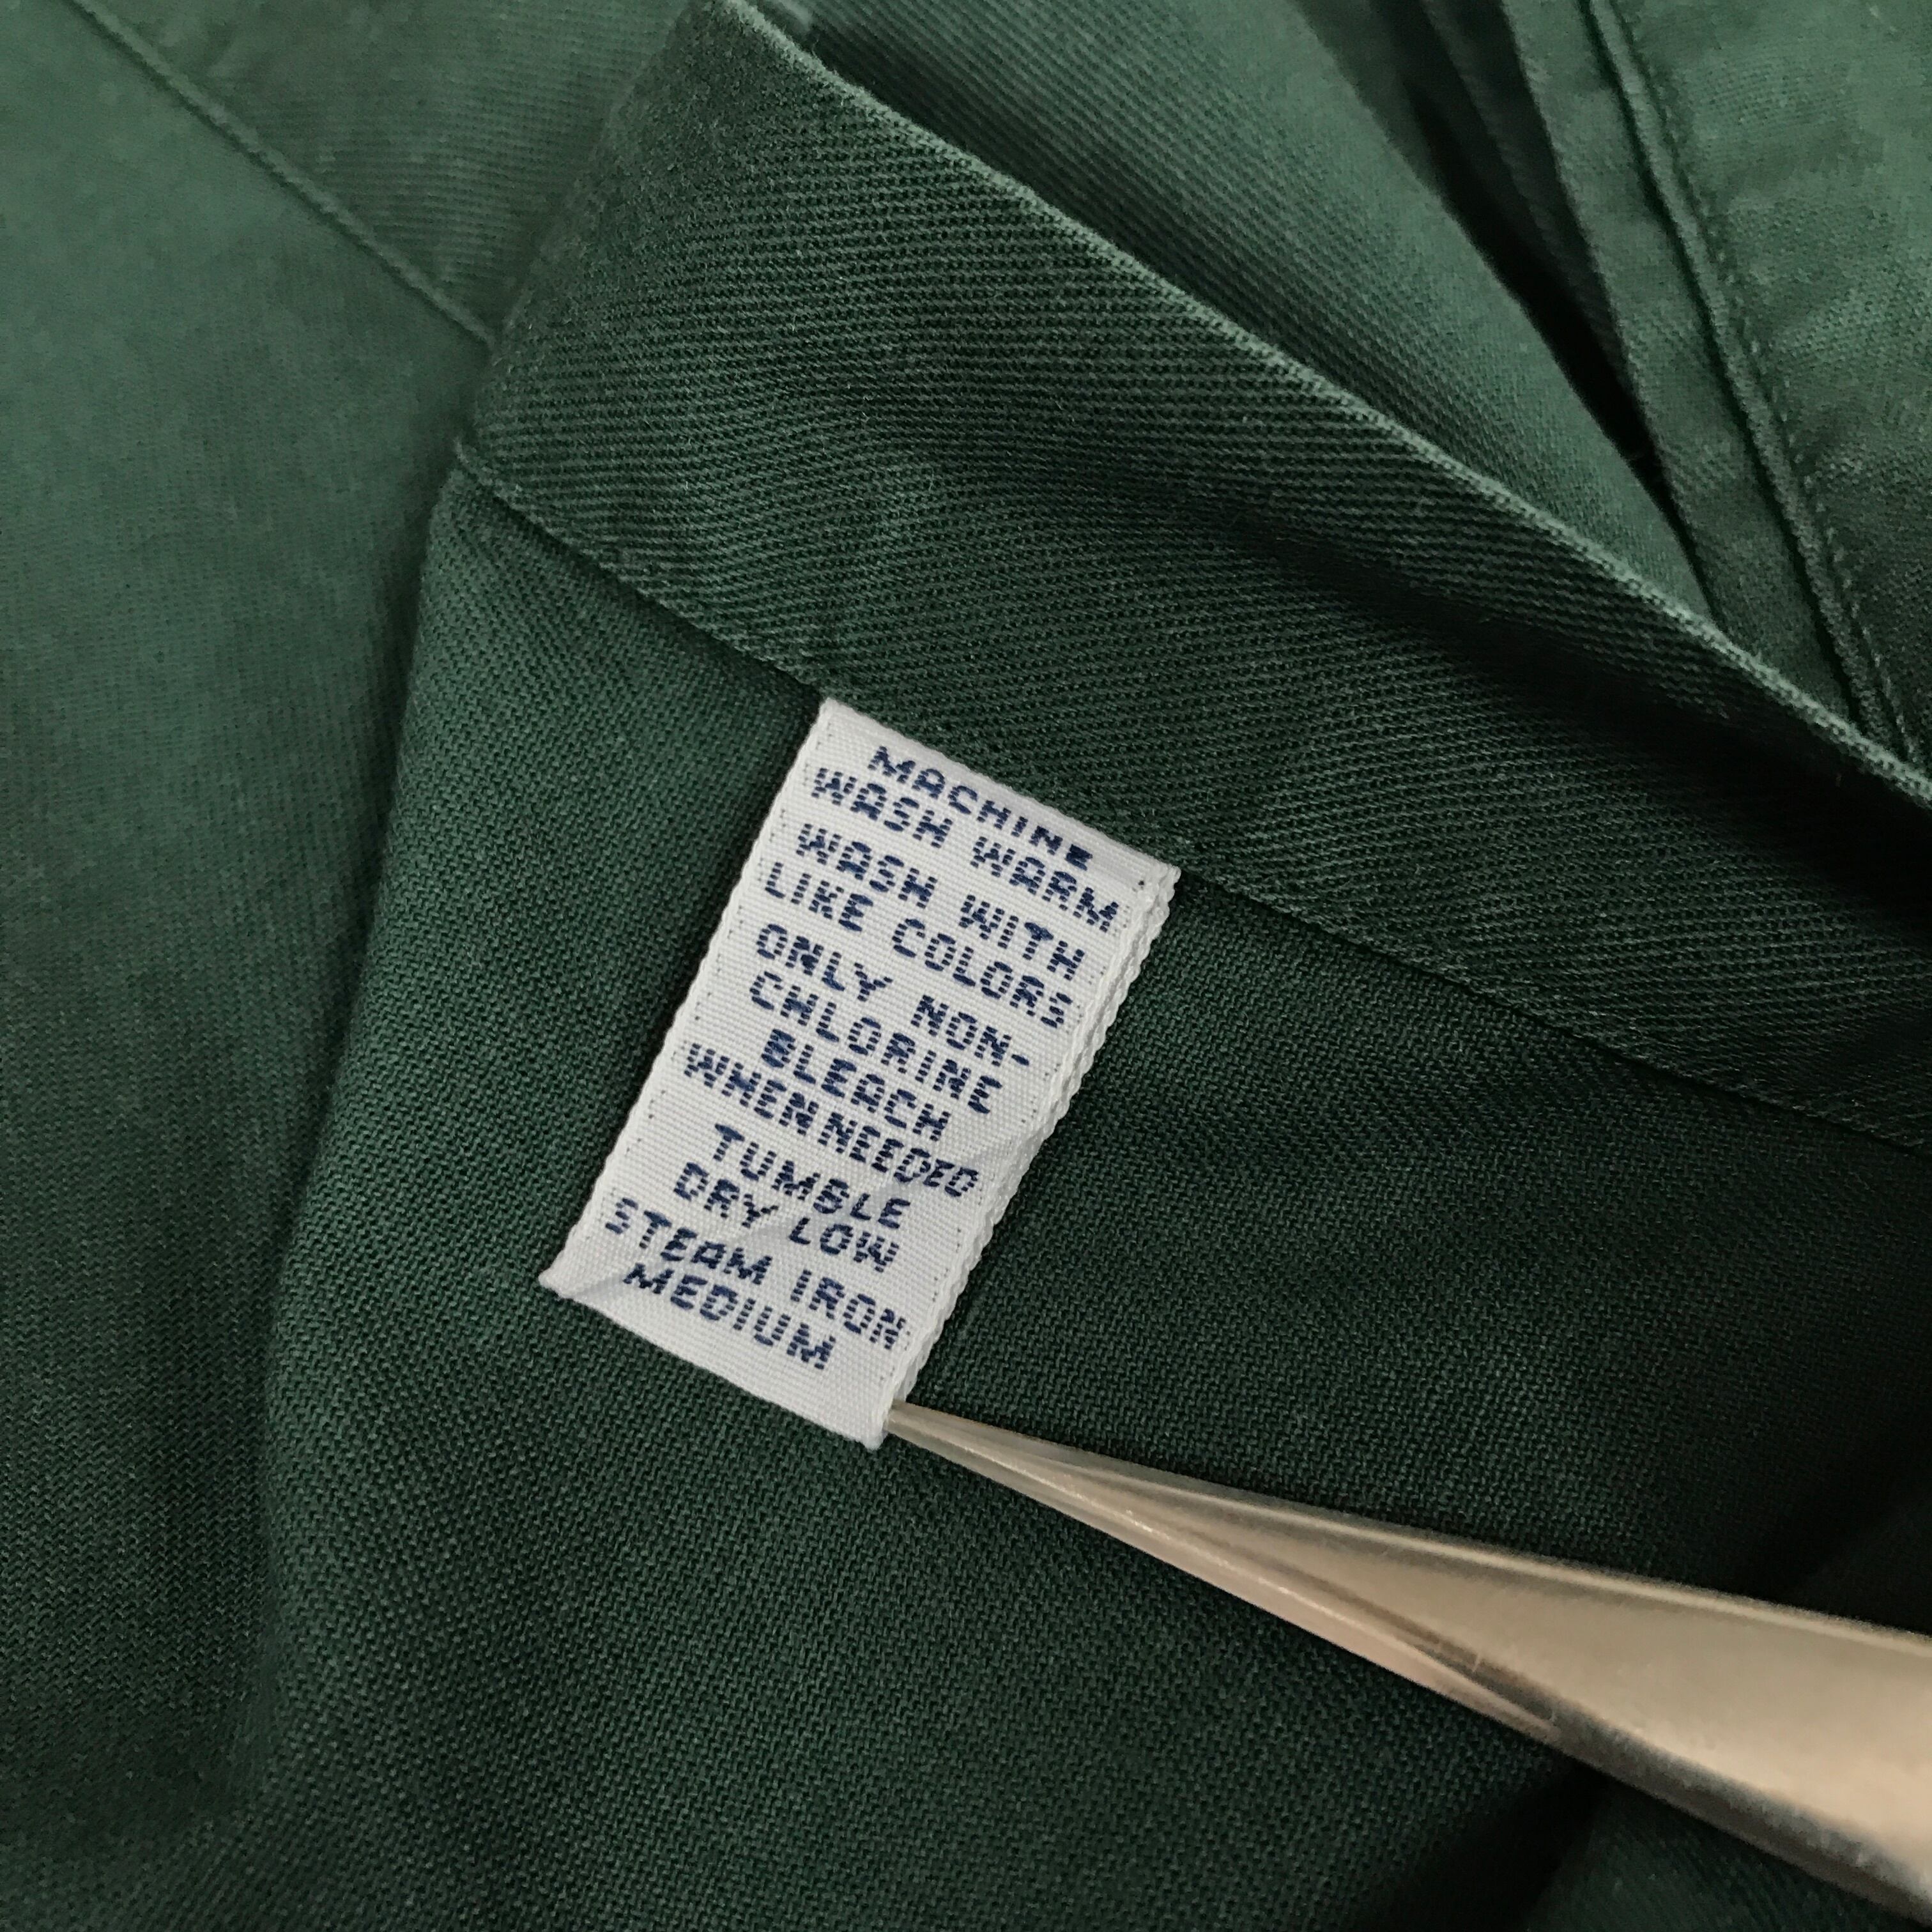 MACHINE
WASH WARM
WASH WITH
LIKE COLORS
ONLY NON-
CHLORINE
BLEACH
WHEN NEEDED
TUMBLE
DRY LOW
STEAM IRON
MEDIUM